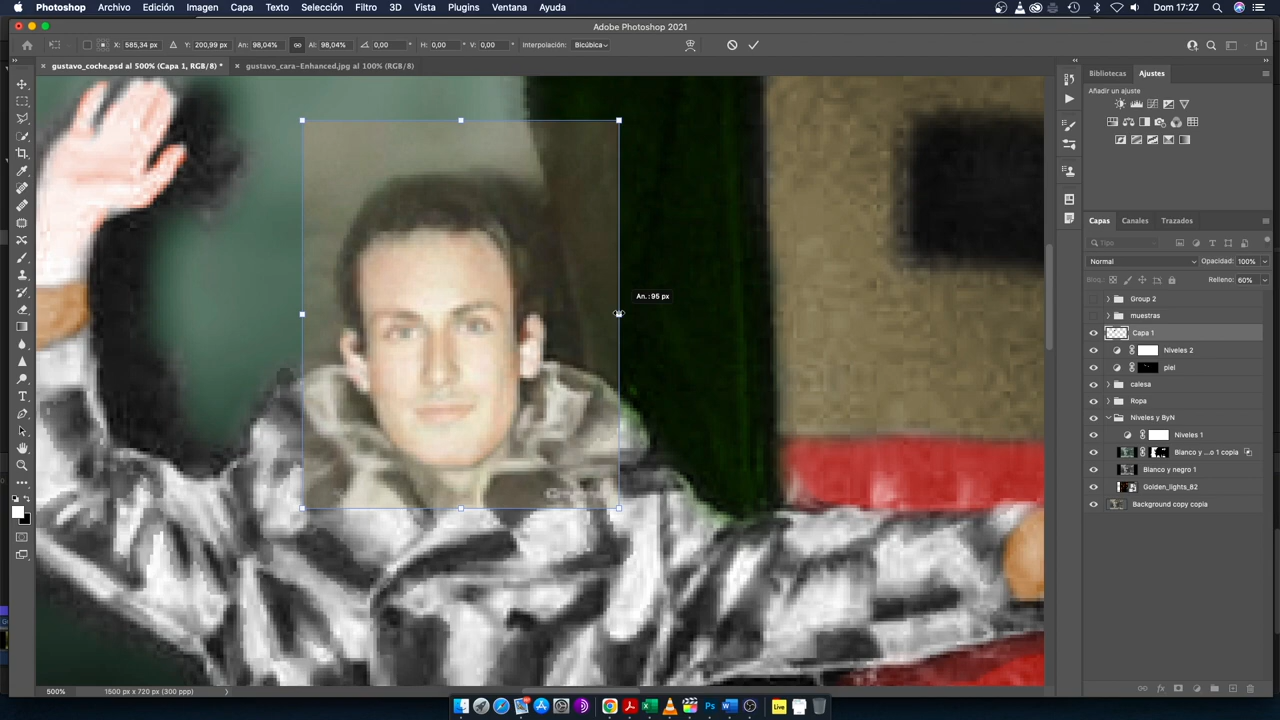 Photoshop Archivo Edición Imagen Capa Texto Selección Filtro 3D Vista Plugins Ventana Ayuda Dom 17:27
Adobe Photoshop 2021
X: 585,34 px Y: 200,99 px An: 98,04% Al: 98,04% 0,00 ° H: 0,00 ° V: 0,00 ° Interpolación: Bicúbica
× gustavo_coche.psd al 500% (Capa 1, RGB/8) * × gustavo_cara-Enhanced.jpg al 100% (RGB/8)
Bibliotecas Ajustes
Añadir un ajuste
An.: 95 px
Capas Canales Trazados
Tipo
Normal Opacidad: 100%
Bloq.: Relleno: 60%
Group 2
muestras
Capa 1
Niveles 2
piel
calesa
Ropa
Niveles y ByN
Niveles 1
Blanco y ...o 1 copia
Blanco y negro 1
Golden_lights_82
Background copy copia
500% 1500 px x 720 px (300 ppp)
Live